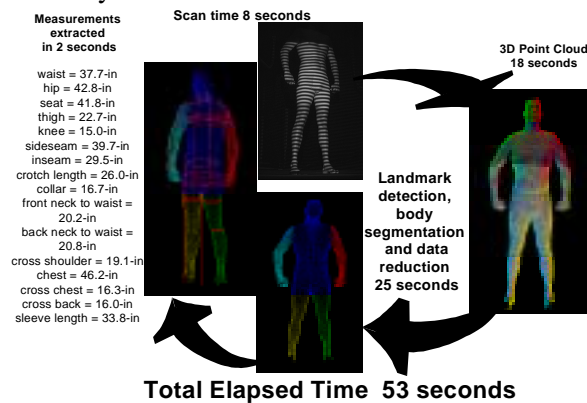 Measurements
extracted
in 2 seconds
waist = 37.7-in
hip = 42.8-in
seat = 41.8-in
thigh = 22.7-in
knee = 15.0-in
sideseam = 39.7-in
inseam = 29.5-in
crotch length = 26.0-in
collar = 16.7-in
front neck to waist =
20.2-in
back neck to waist =
20.8-in
cross shoulder = 19.1-in
chest = 46.2-in
cross chest = 16.3-in
cross back = 16.0-in
sleeve length = 33.8-in
Scan time 8 seconds
3D Point Cloud
18 seconds
Landmark
detection,
body
segmentation
and data
reduction
25 seconds
Total Elapsed Time 53 seconds